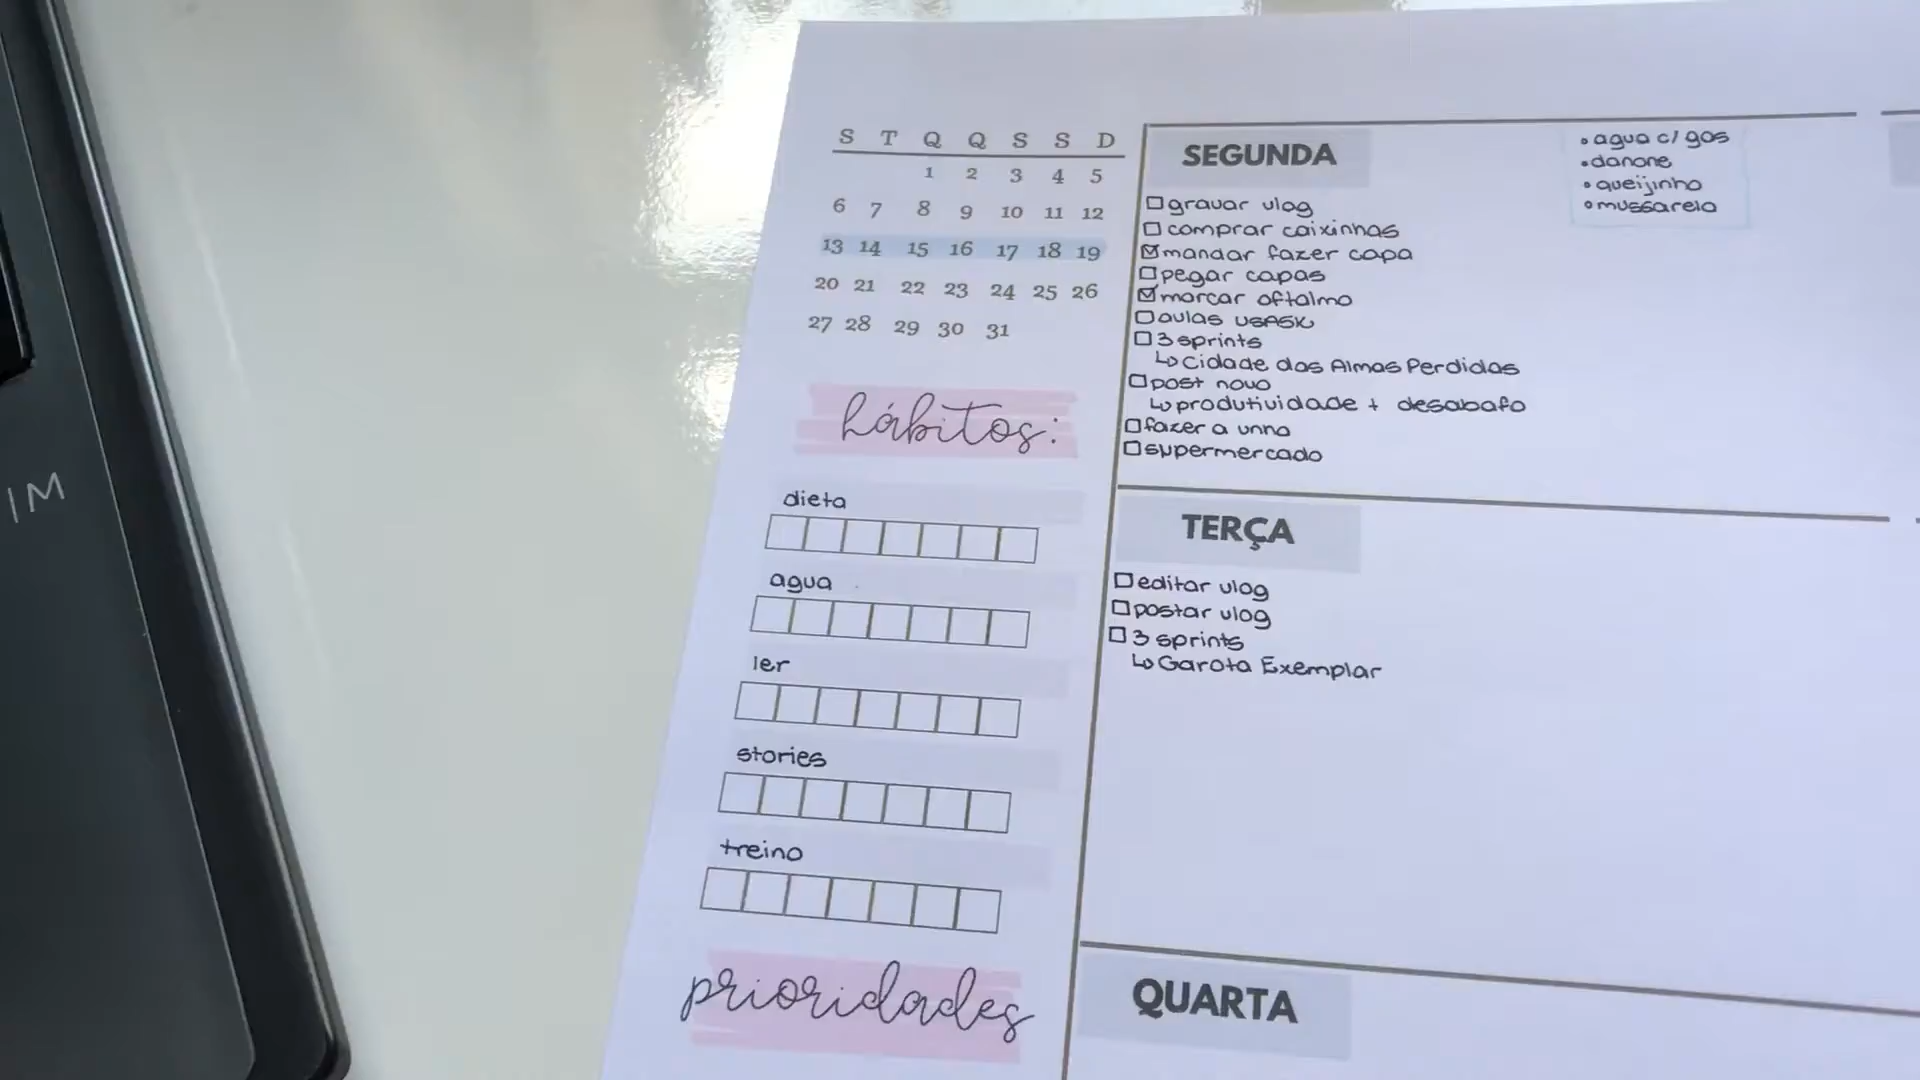 S T Q Q S S D
1 2 3 4 5
6 7 8 9 10 11 12
13 14 15 16 17 18 19
20 21 22 23 24 25 26
27 28 29 30 31
hábitos:
dieta
agua
ler
stories
treino
prioridades
SEGUNDA
gravar vlog
comprar caixinhas
mandar fazer capa
pegar capas
marcar oftalmo
aulas USASK
3 sprints
↳ Cidade das Almas Perdidas
post novo
↳ produtividade + desabafo
fazer a unha
supermercado
• agua c/ gas
• danone
• queijinho
• mussarela
TERÇA
editar vlog
postar vlog
3 sprints
↳ Garota Exemplar
QUARTA
IM